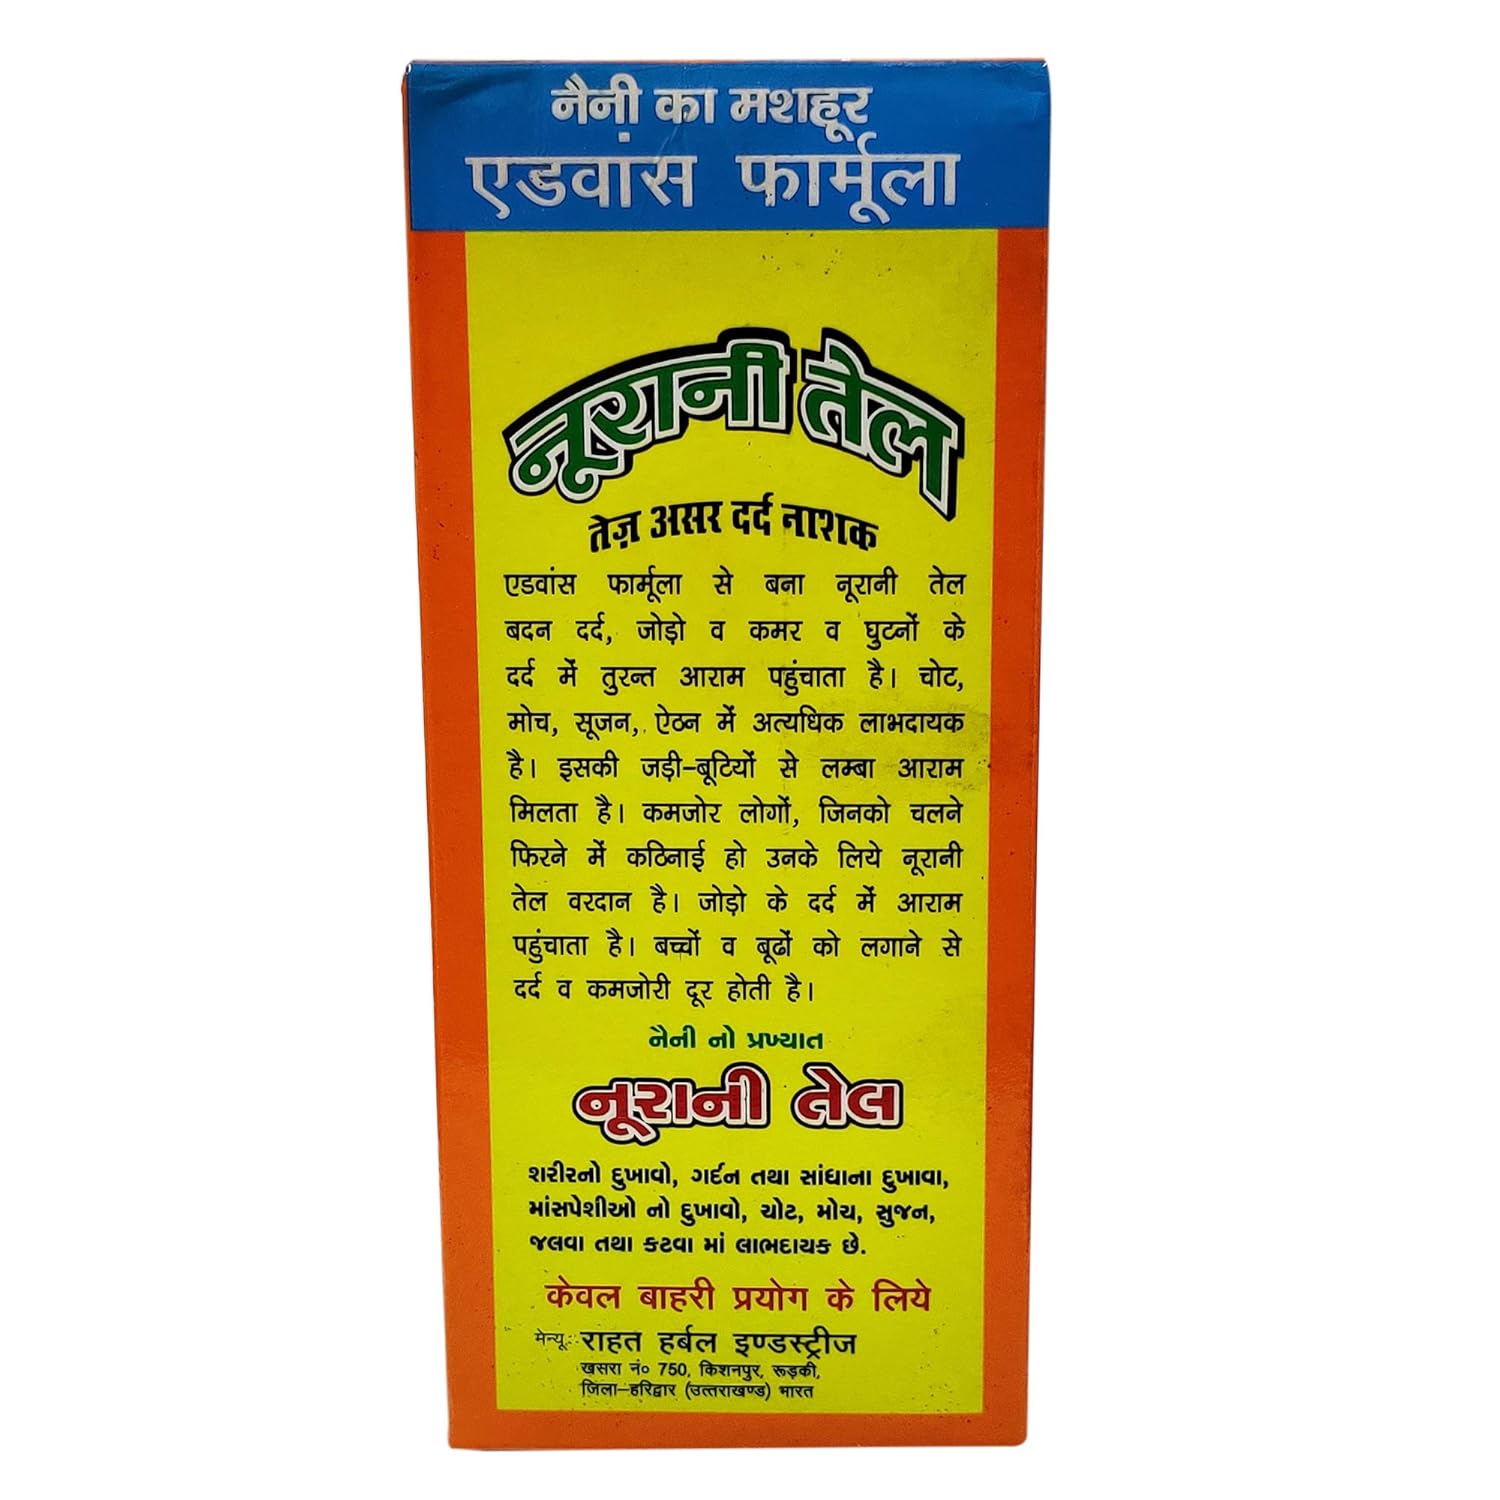 नैनी का मशहूर
एडवांस फार्मूला
नूरानी तेल
तेज़ असर दर्द नाशक
एडवांस फार्मूला से बना नूरानी तेल
बदन दर्द, जोड़ो व कमर व घुटनों के
दर्द में तुरन्त आराम पहुंचाता है। चोट,
मोच, सूजन, ऐठन में अत्यधिक लाभदायक
है। इसकी जड़ी-बूटियों से लम्बा आराम
मिलता है। कमजोर लोगों, जिनको चलने
फिरने में कठिनाई हो उनके लिये नूरानी
तेल वरदान है। जोड़ो के दर्द में आराम
पहुंचाता है। बच्चों व बूढों को लगाने से
दर्द व कमजोरी दूर होती है।
નૈની નો પ્રખ્યાત
નૂરાની તેલ
શરીરનો દુખાવો, ગર્દન તથા સાંધાના દુખાવા,
માંસપેશીઓ નો દુખાવો, ચોટ, મોચ, સુજન,
જલવા તથા કટવા માં લાભદાયક છે.
केवल बाहरी प्रयोग के लिये
मेन्यू.: राहत हर्बल इण्डस्ट्रीज
खसरा नं० 750, किशनपुर, रूड़की,
ज़िला-हरिद्वार (उत्तराखण्ड) भारत